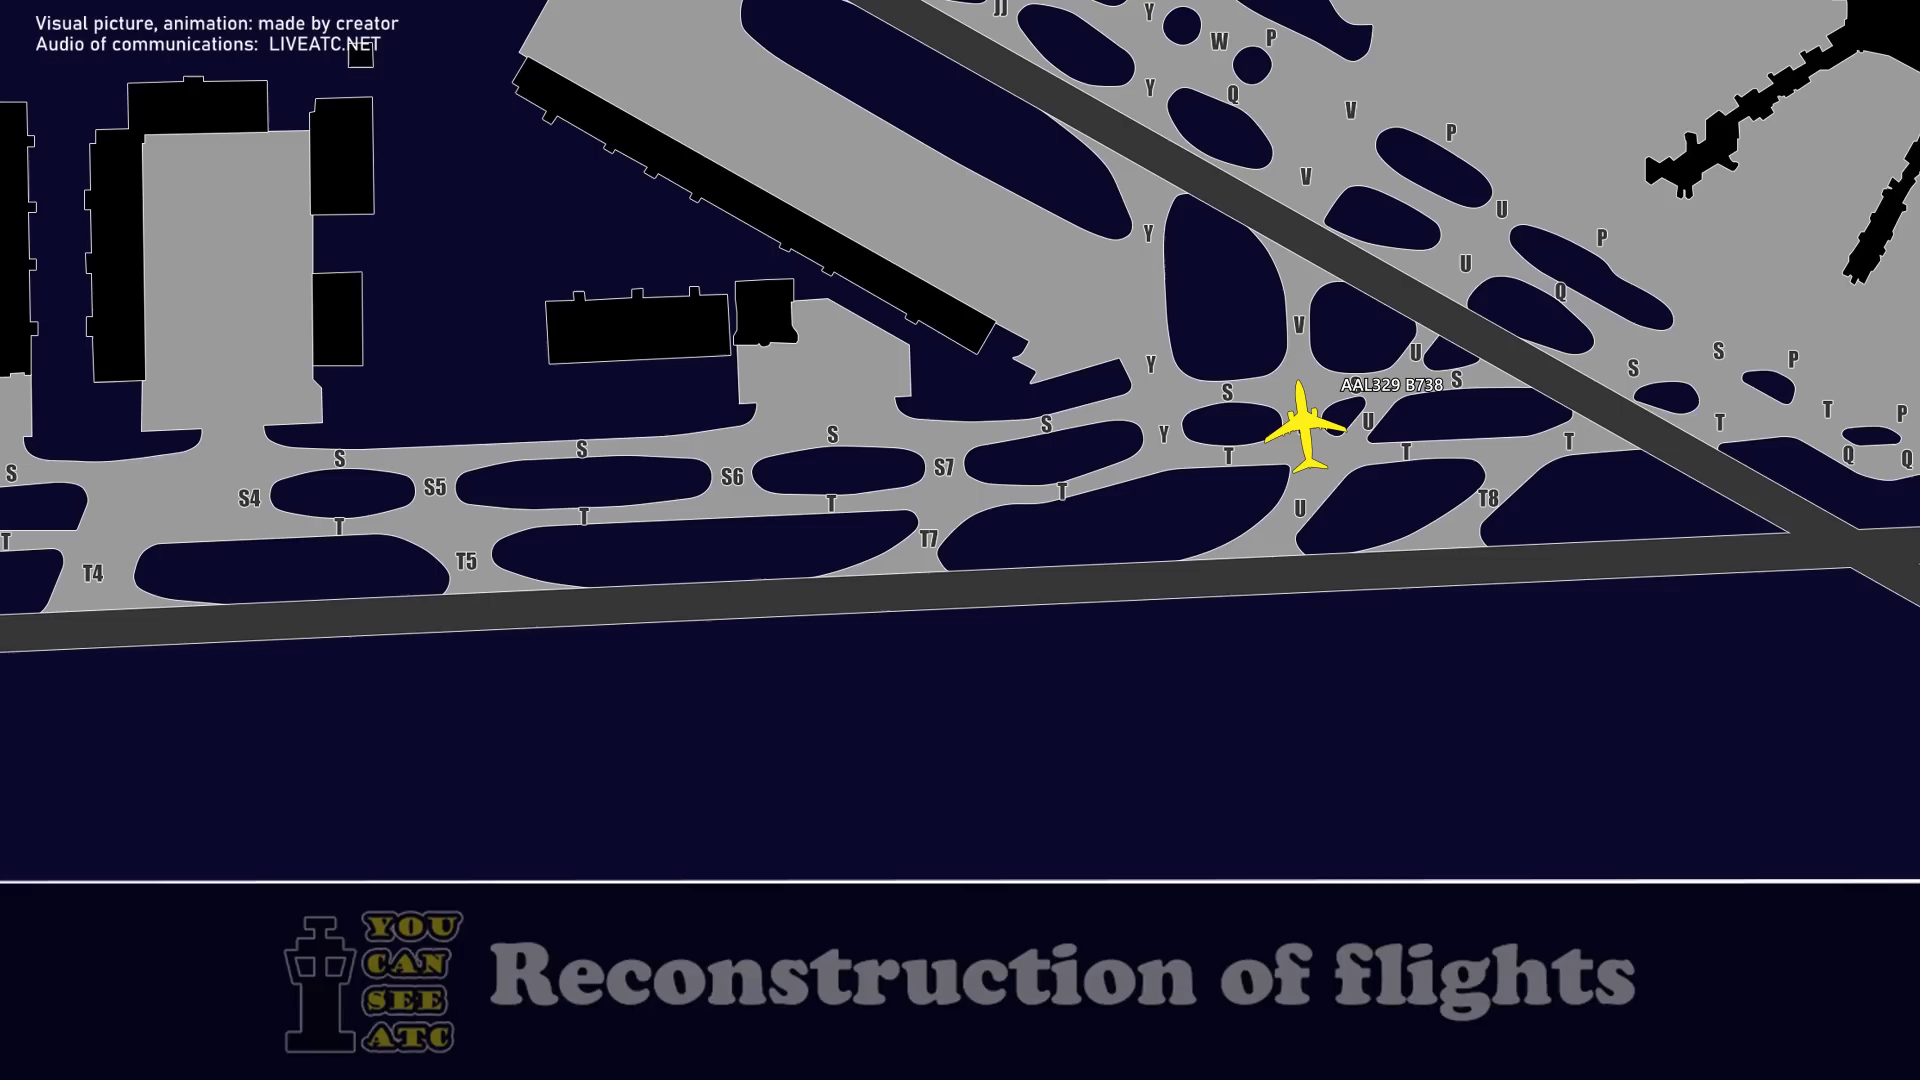 Visual picture, animation: made by creator
Audio of communications: LIVEATC.NET
JJ
Y
W
P
Y
Q
V
P
V
U
P
Y
U
Q
V
U
S
S
P
Y
S
AAL329 B738
S
S
U
T
T
P
S
S
S
S
Y
T
T
T
Q
Q
S
S4
S5
S6
S7
T
T
T
T
U
T8
T
T7
T4
T5
YOU
CAN
SEE
ATC
Reconstruction of flights